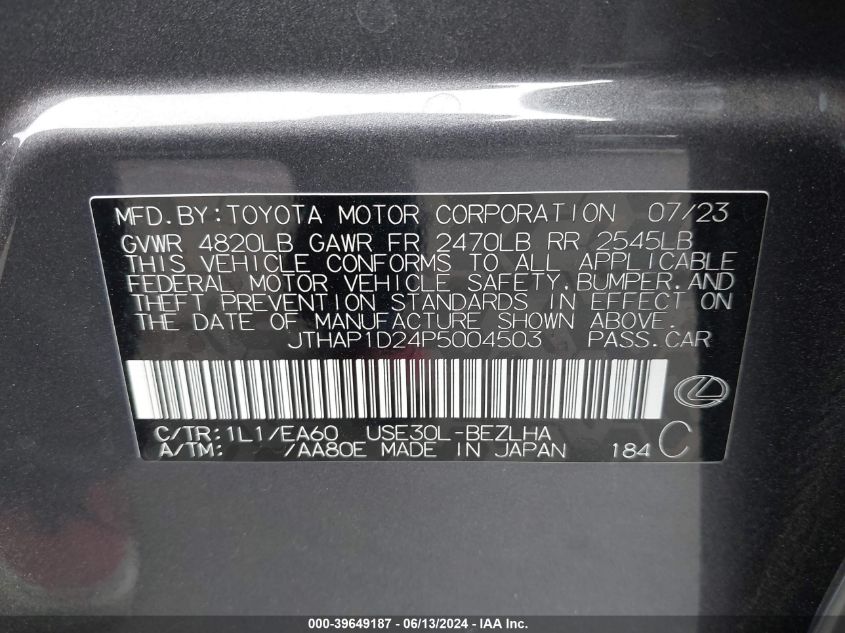 MFD.BY:TOYOTA MOTOR CORPORATION 07/23
GVWR 4820LB GAWR FR 2470LB RR 2545LB
THIS VEHICLE CONFORMS TO ALL APPLICABLE
FEDERAL MOTOR VEHICLE SAFETY,BUMPER,AND
THEFT PREVENTION STANDARDS IN EFFECT ON
THE DATE OF MANUFACTURE SHOWN ABOVE.
JTHAP1D24P5004503 PASS.CAR
C/TR:1L1/EA60 USE30L-BEZLHA
A/TM: /AA80E MADE IN JAPAN 184 C
000-39649187 - 06/13/2024 - IAA Inc.